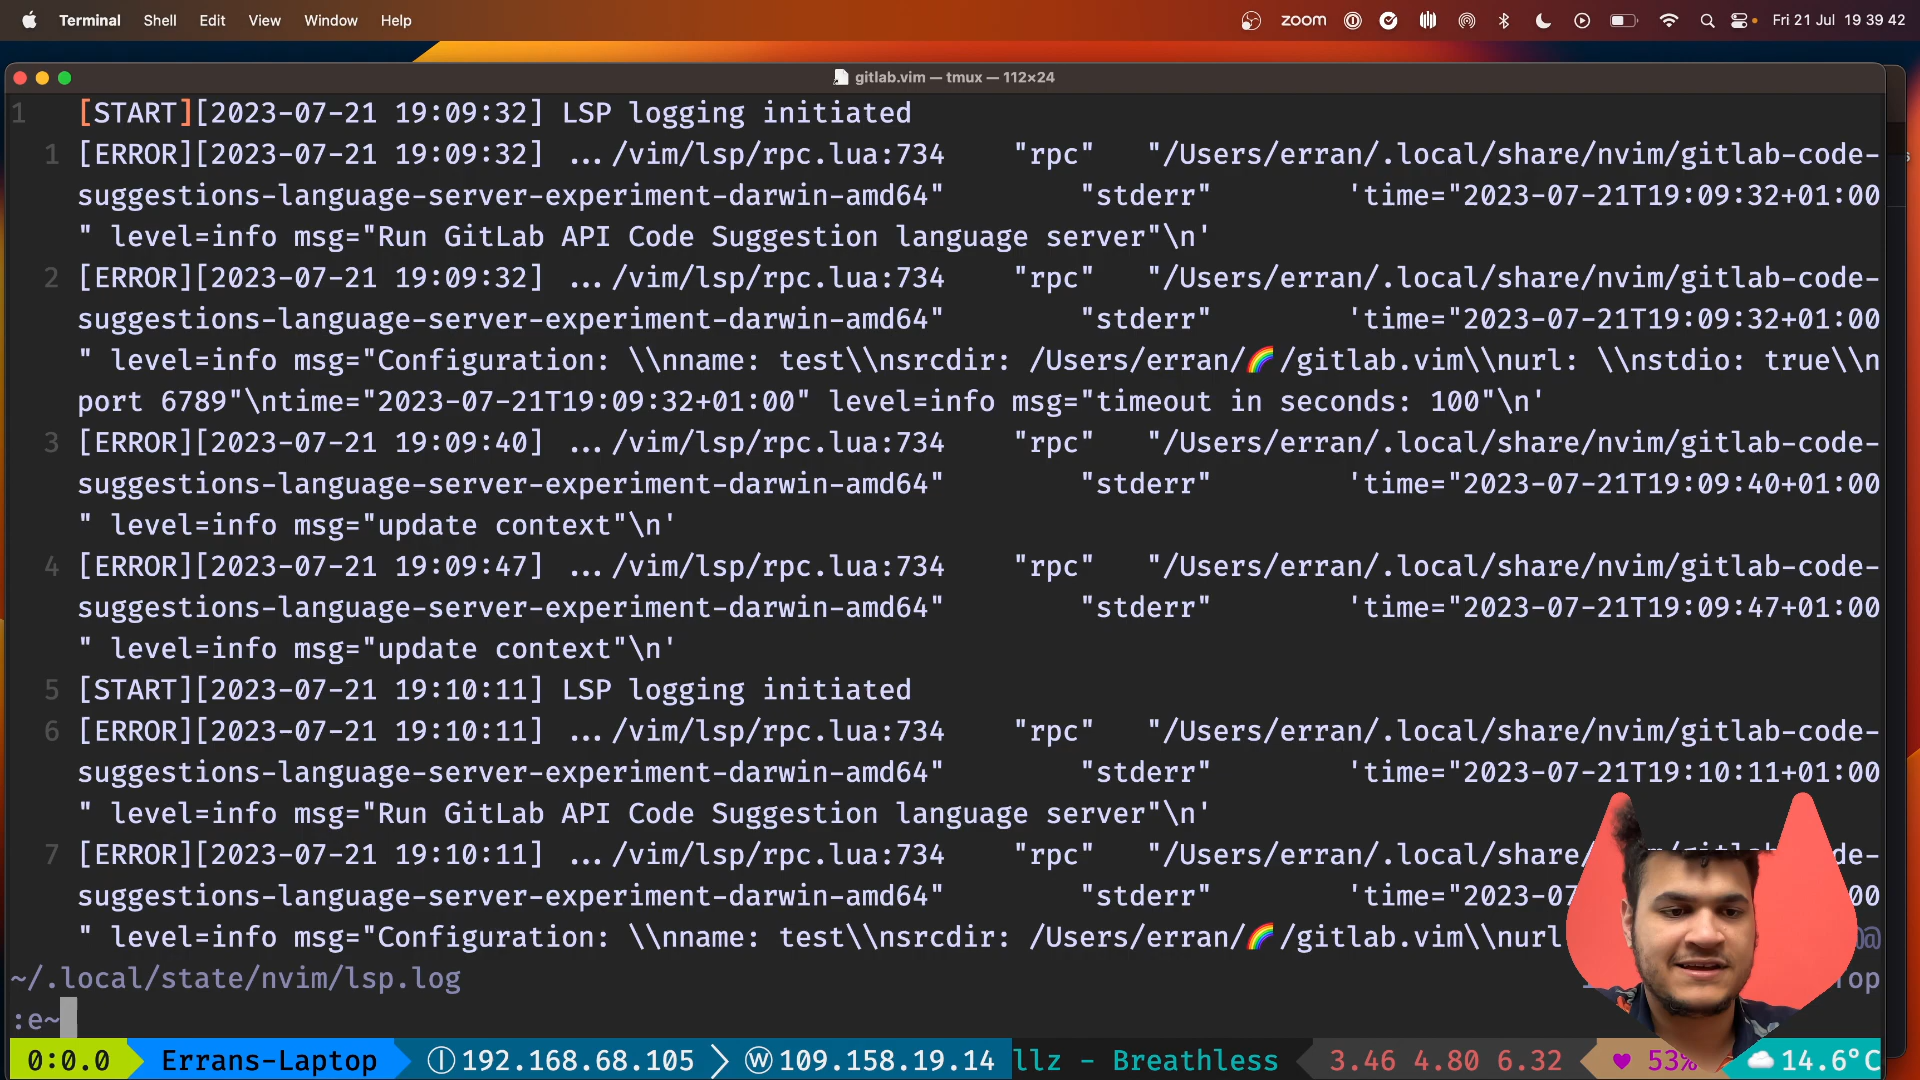 Terminal Shell Edit View Window Help zoom Fri 21 Jul 19 39 42
gitlab.vim — tmux — 112×24
1 [START][2023-07-21 19:09:32] LSP logging initiated
1 [ERROR][2023-07-21 19:09:32] .../vim/lsp/rpc.lua:734 "rpc" "/Users/erran/.local/share/nvim/gitlab-code-
suggestions-language-server-experiment-darwin-amd64" "stderr" 'time="2023-07-21T19:09:32+01:00
" level=info msg="Run GitLab API Code Suggestion language server"\n'
2 [ERROR][2023-07-21 19:09:32] .../vim/lsp/rpc.lua:734 "rpc" "/Users/erran/.local/share/nvim/gitlab-code-
suggestions-language-server-experiment-darwin-amd64" "stderr" 'time="2023-07-21T19:09:32+01:00
" level=info msg="Configuration: \\nname: test\\nsrcdir: /Users/erran/🌈/gitlab.vim\\nurl: \\nstdio: true\\n
port 6789"\ntime="2023-07-21T19:09:32+01:00" level=info msg="timeout in seconds: 100"\n'
3 [ERROR][2023-07-21 19:09:40] .../vim/lsp/rpc.lua:734 "rpc" "/Users/erran/.local/share/nvim/gitlab-code-
suggestions-language-server-experiment-darwin-amd64" "stderr" 'time="2023-07-21T19:09:40+01:00
" level=info msg="update context"\n'
4 [ERROR][2023-07-21 19:09:47] .../vim/lsp/rpc.lua:734 "rpc" "/Users/erran/.local/share/nvim/gitlab-code-
suggestions-language-server-experiment-darwin-amd64" "stderr" 'time="2023-07-21T19:09:47+01:00
" level=info msg="update context"\n'
5 [START][2023-07-21 19:10:11] LSP logging initiated
6 [ERROR][2023-07-21 19:10:11] .../vim/lsp/rpc.lua:734 "rpc" "/Users/erran/.local/share/nvim/gitlab-code-
suggestions-language-server-experiment-darwin-amd64" "stderr" 'time="2023-07-21T19:10:11+01:00
" level=info msg="Run GitLab API Code Suggestion language server"\n'
7 [ERROR][2023-07-21 19:10:11] .../vim/lsp/rpc.lua:734 "rpc" "/Users/erran/.local/share/ de-
suggestions-language-server-experiment-darwin-amd64" "stderr" 'time="2023-07 00
" level=info msg="Configuration: \\nname: test\\nsrcdir: /Users/erran/🌈/gitlab.vim\\nurl
~/.local/state/nvim/lsp.log
:e~
0:0.0 Errans-Laptop Ⓘ 192.168.68.105 Ⓦ 109.158.19.14 llz - Breathless 3.46 4.80 6.32 ♥ 53% 14.6°C